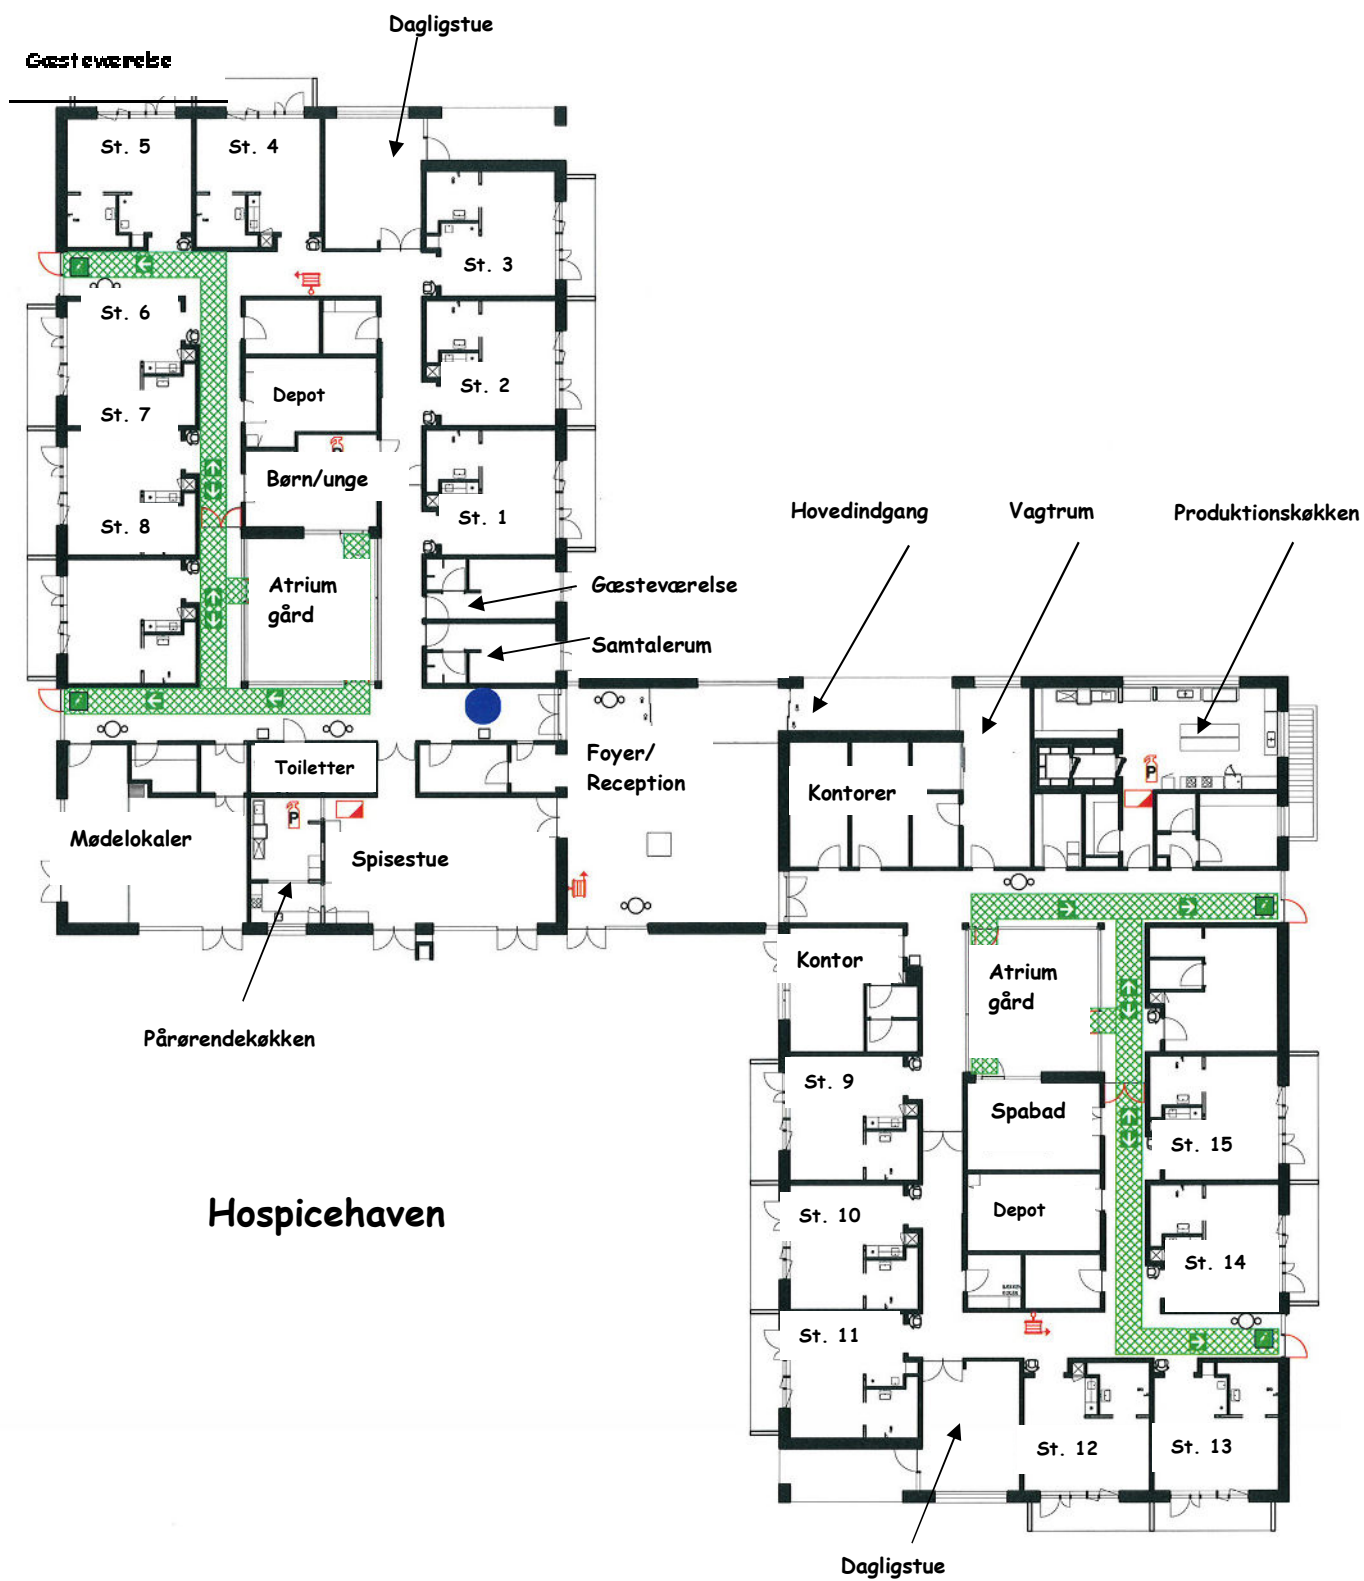 Dagligstue
Gæsteværelse
St. 5
St. 4
St. 3
St. 6
St. 2
Depot
St. 7
Børn/unge
St. 1
St. 8
Hovedindgang
Vagtrum
Produktionskøkken
Atrium
gård
Gæsteværelse
Samtalerum
Foyer/
Reception
Toiletter
Kontorer
P
P
Mødelokaler
Spisestue
Kontor
Atrium
gård
Pårørendekøkken
St. 9
Spabad
St. 15
Hospicehaven
St. 10
Depot
St. 14
St. 11
St. 12
St. 13
Dagligstue